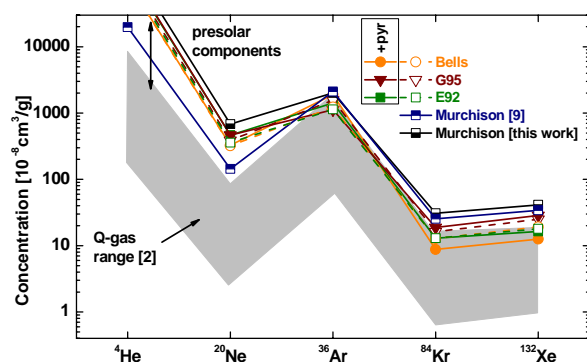 Concentration [10⁻⁸cm³/g]
10000
1000
100
10
1
presolar
components
+pyr
Bells
G95
E92
Murchison [9]
Murchison [this work]
Q-gas
range [2]
⁴He
²⁰Ne
³⁶Ar
⁸⁴Kr
¹³²Xe